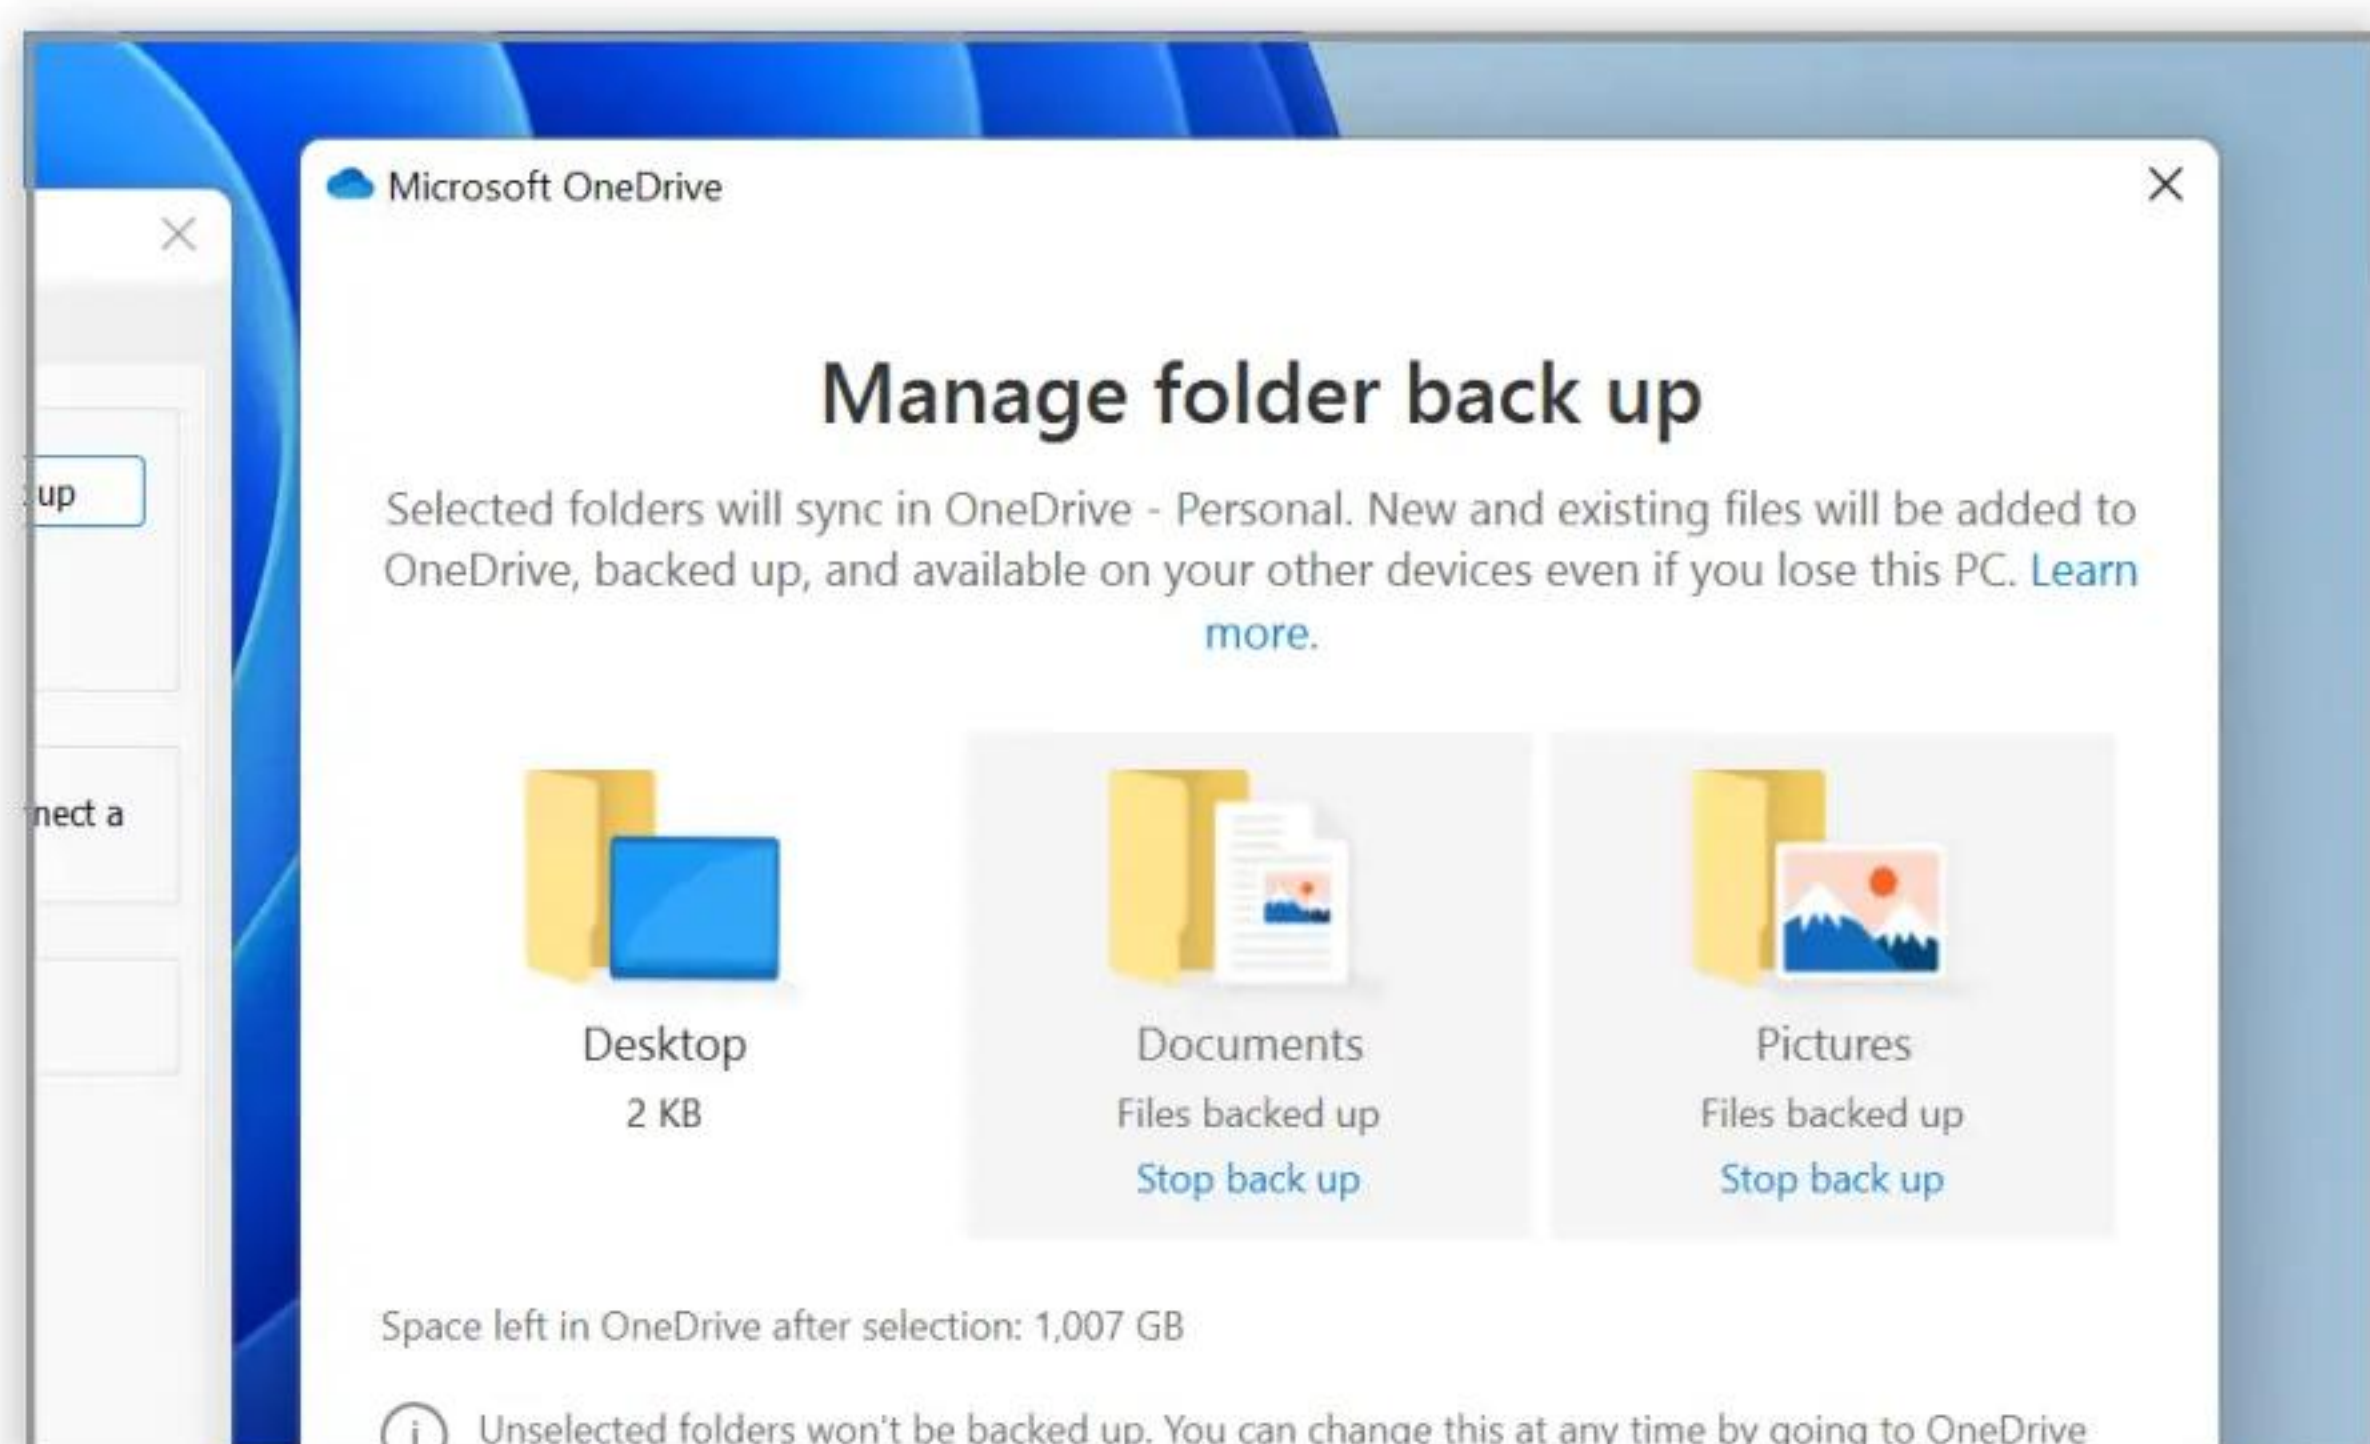 Microsoft OneDrive
up
nect a
Manage folder back up
Selected folders will sync in OneDrive - Personal. New and existing files will be added to
OneDrive, backed up, and available on your other devices even if you lose this PC. Learn
more.
Desktop
2 KB
Documents
Files backed up
Stop back up
Pictures
Files backed up
Stop back up
Space left in OneDrive after selection: 1,007 GB
Unselected folders won't be backed up. You can change this at any time by going to OneDrive